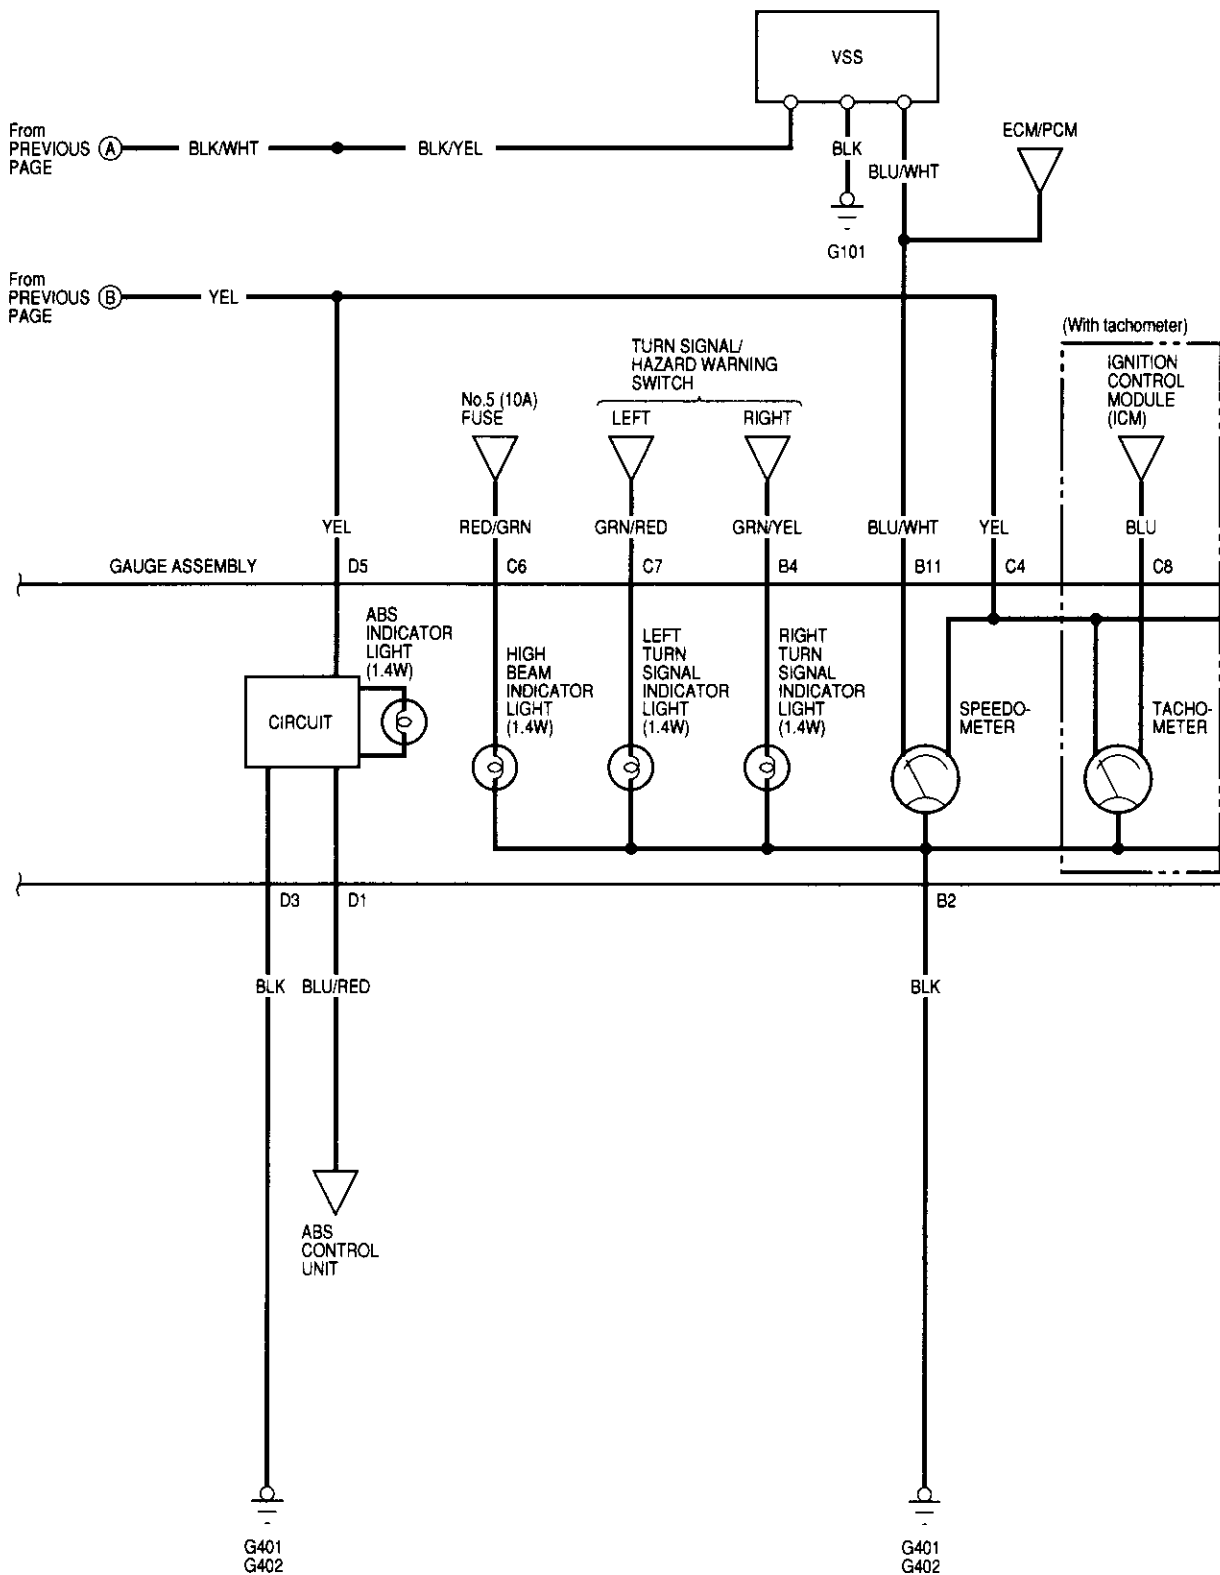 VSS
From
PREVIOUS
PAGE
A
BLK/WHT
BLK/YEL
BLK
BLU/WHT
ECM/PCM
G101
From
PREVIOUS
PAGE
B
YEL
(With tachometer)
TURN SIGNAL/
HAZARD WARNING
SWITCH
No.5 (10A)
FUSE
LEFT
RIGHT
IGNITION
CONTROL
MODULE
(ICM)
YEL
RED/GRN
GRN/RED
GRN/YEL
BLU/WHT
YEL
BLU
GAUGE ASSEMBLY
D5
C6
C7
B4
B11
C4
C8
ABS
INDICATOR
LIGHT
(1.4W)
HIGH
BEAM
INDICATOR
LIGHT
(1.4W)
LEFT
TURN
SIGNAL
INDICATOR
LIGHT
(1.4W)
RIGHT
TURN
SIGNAL
INDICATOR
LIGHT
(1.4W)
CIRCUIT
SPEEDO-
METER
TACHO-
METER
D3
D1
B2
BLK
BLU/RED
BLK
ABS
CONTROL
UNIT
G401
G402
G401
G402